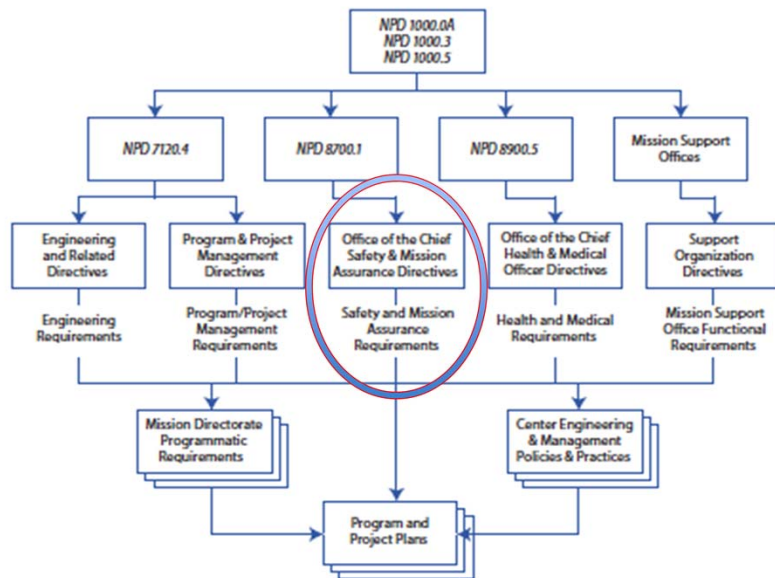 NPD 1000.0A
NPD 1000.3
NPD 1000.5
NPD 7120.4
NPD 8700.1
NPD 8900.5
Mission Support
Offices
Engineering
and Related
Directives
Program & Project
Management
Directives
Office of the Chief
Safety & Mission
Assurance Directives
Office of the Chief
Health & Medical
Officer Directives
Support
Organization
Directives
Engineering
Requirements
Program/Project
Management
Requirements
Safety and Mission
Assurance
Requirements
Health and Medical
Requirements
Mission Support
Office Functional
Requirements
Mission Directorate
Programmatic
Requirements
Center Engineering
& Management
Policies & Practices
Program and
Project Plans